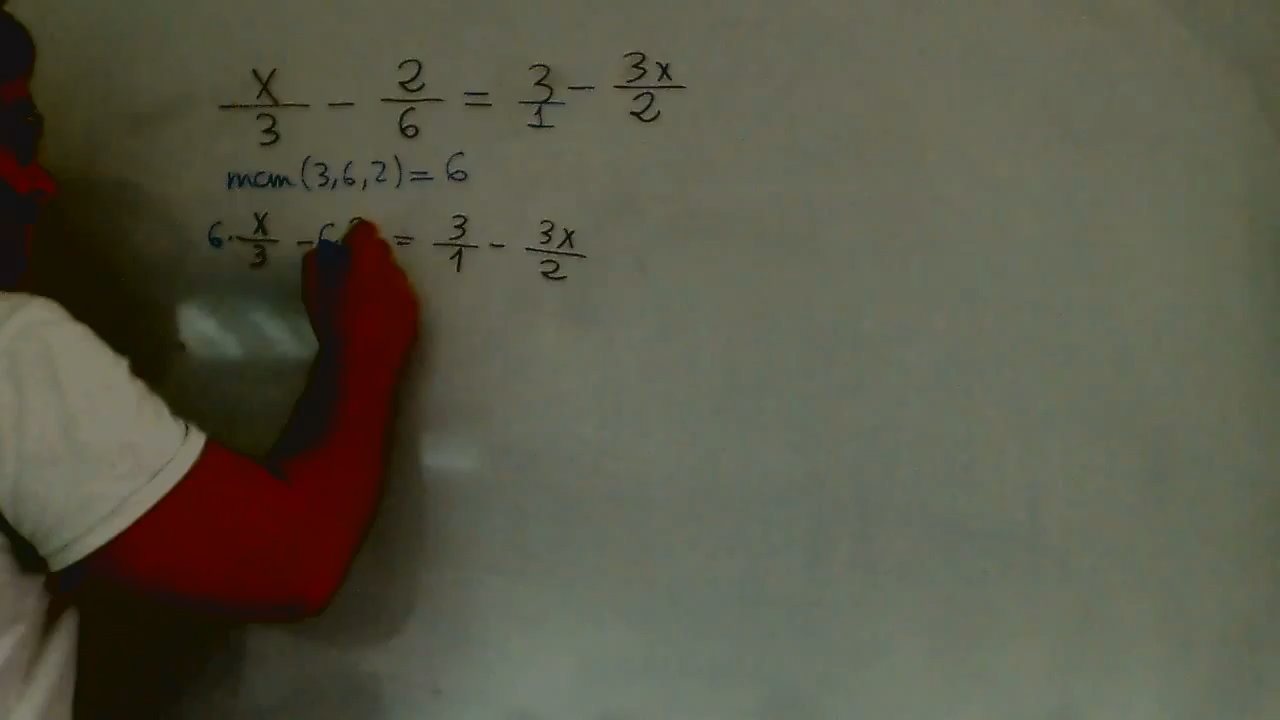 x/3 - 2/6 = 3/1 - 3x/2
mcm(3,6,2)=6
6·x/3 - 6· = 3/1 - 3x/2